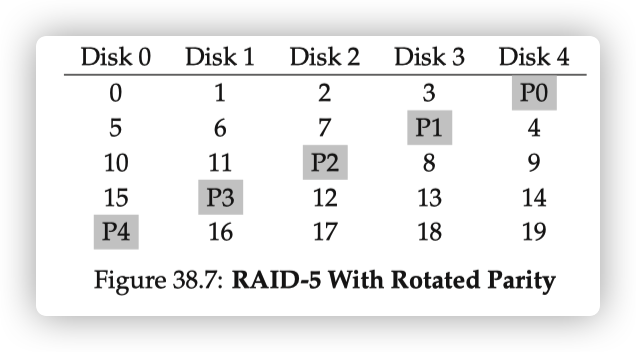 Disk 0 Disk 1 Disk 2 Disk 3 Disk 4
0 1 2 3 P0
5 6 7 P1 4
10 11 P2 8 9
15 P3 12 13 14
P4 16 17 18 19
Figure 38.7: RAID-5 With Rotated Parity